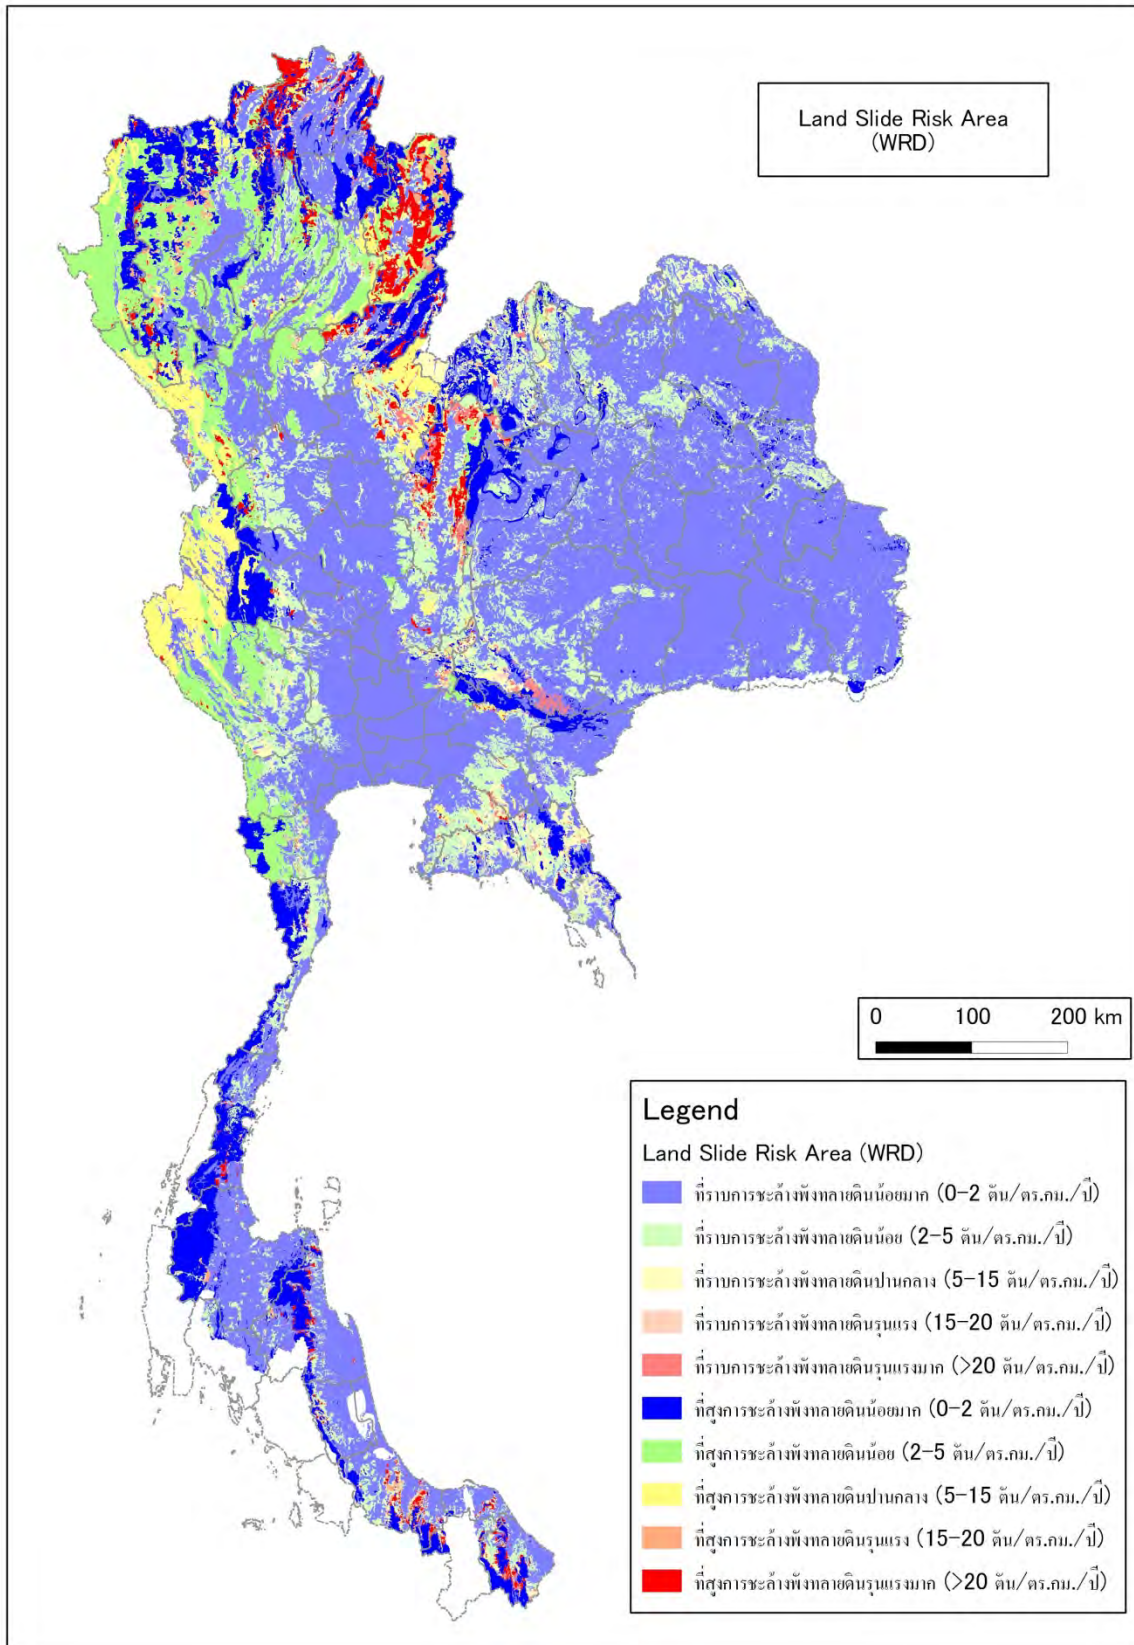 Land Slide Risk Area
(WRD)
0 100 200 km
Legend
Land Slide Risk Area (WRD)
ที่ราบการชะล้างพังทลายดินน้อยมาก (0-2 ตัน/ตร.กม./ปี)
ที่ราบการชะล้างพังทลายดินน้อย (2-5 ตัน/ตร.กม./ปี)
ที่ราบการชะล้างพังทลายดินปานกลาง (5-15 ตัน/ตร.กม./ปี)
ที่ราบการชะล้างพังทลายดินรุนแรง (15-20 ตัน/ตร.กม./ปี)
ที่ราบการชะล้างพังทลายดินรุนแรงมาก (>20 ตัน/ตร.กม./ปี)
ที่สูงการชะล้างพังทลายดินน้อยมาก (0-2 ตัน/ตร.กม./ปี)
ที่สูงการชะล้างพังทลายดินน้อย (2-5 ตัน/ตร.กม./ปี)
ที่สูงการชะล้างพังทลายดินปานกลาง (5-15 ตัน/ตร.กม./ปี)
ที่สูงการชะล้างพังทลายดินรุนแรง (15-20 ตัน/ตร.กม./ปี)
ที่สูงการชะล้างพังทลายดินรุนแรงมาก (>20 ตัน/ตร.กม./ปี)